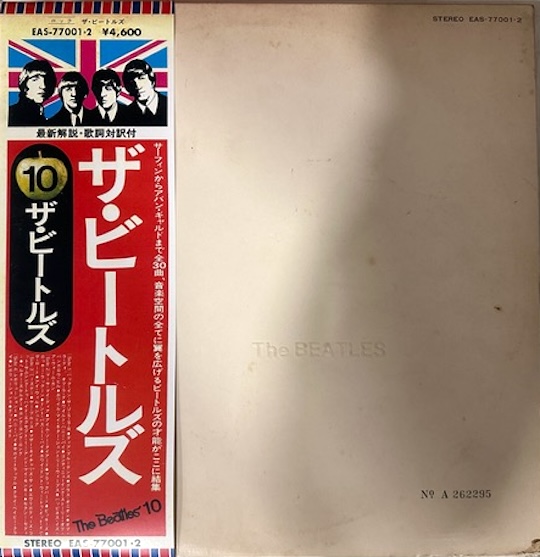 ロック ザ・ビートルズ
EAS-77001・2 ¥4,600
最新解説・歌詞対訳付
ザ・ビートルズ
サーフィンからアバン・ギャルドまで全30曲、音楽空間の全てに翼を広げるビートルズの才能がここに結集
10
ザ・ビートルズ
The Beatles 10
STEREO EAS-77001・2
STEREO EAS-77001・2
The BEATLES
No A 262295